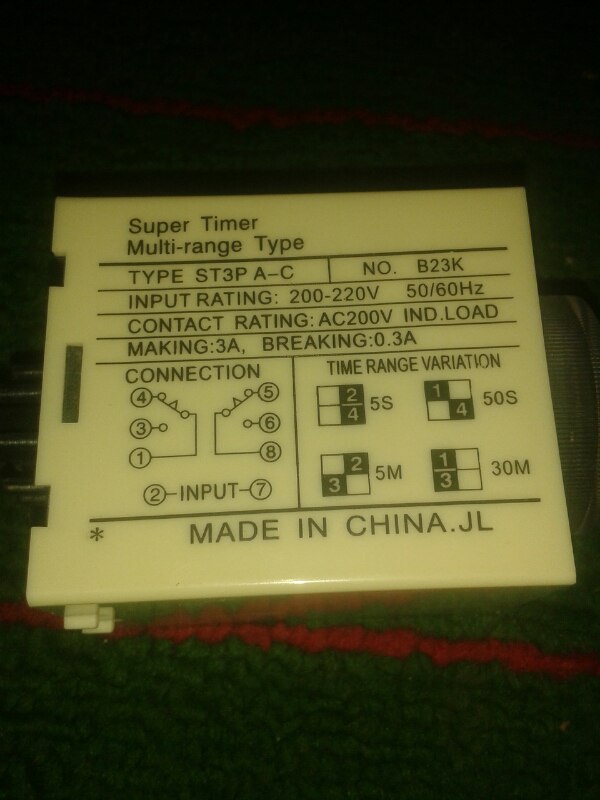 Super Timer
Multi-range Type
TYPE ST3P A-C NO. B23K
INPUT RATING: 200-220V 50/60Hz
CONTACT RATING: AC200V IND.LOAD
MAKING:3A, BREAKING:0.3A
CONNECTION
4 5
3 6
1 8
2 INPUT 7
TIME RANGE VARIATION
2 4 5S
1 4 50S
2 3 5M
1 3 30M
* MADE IN CHINA.JL